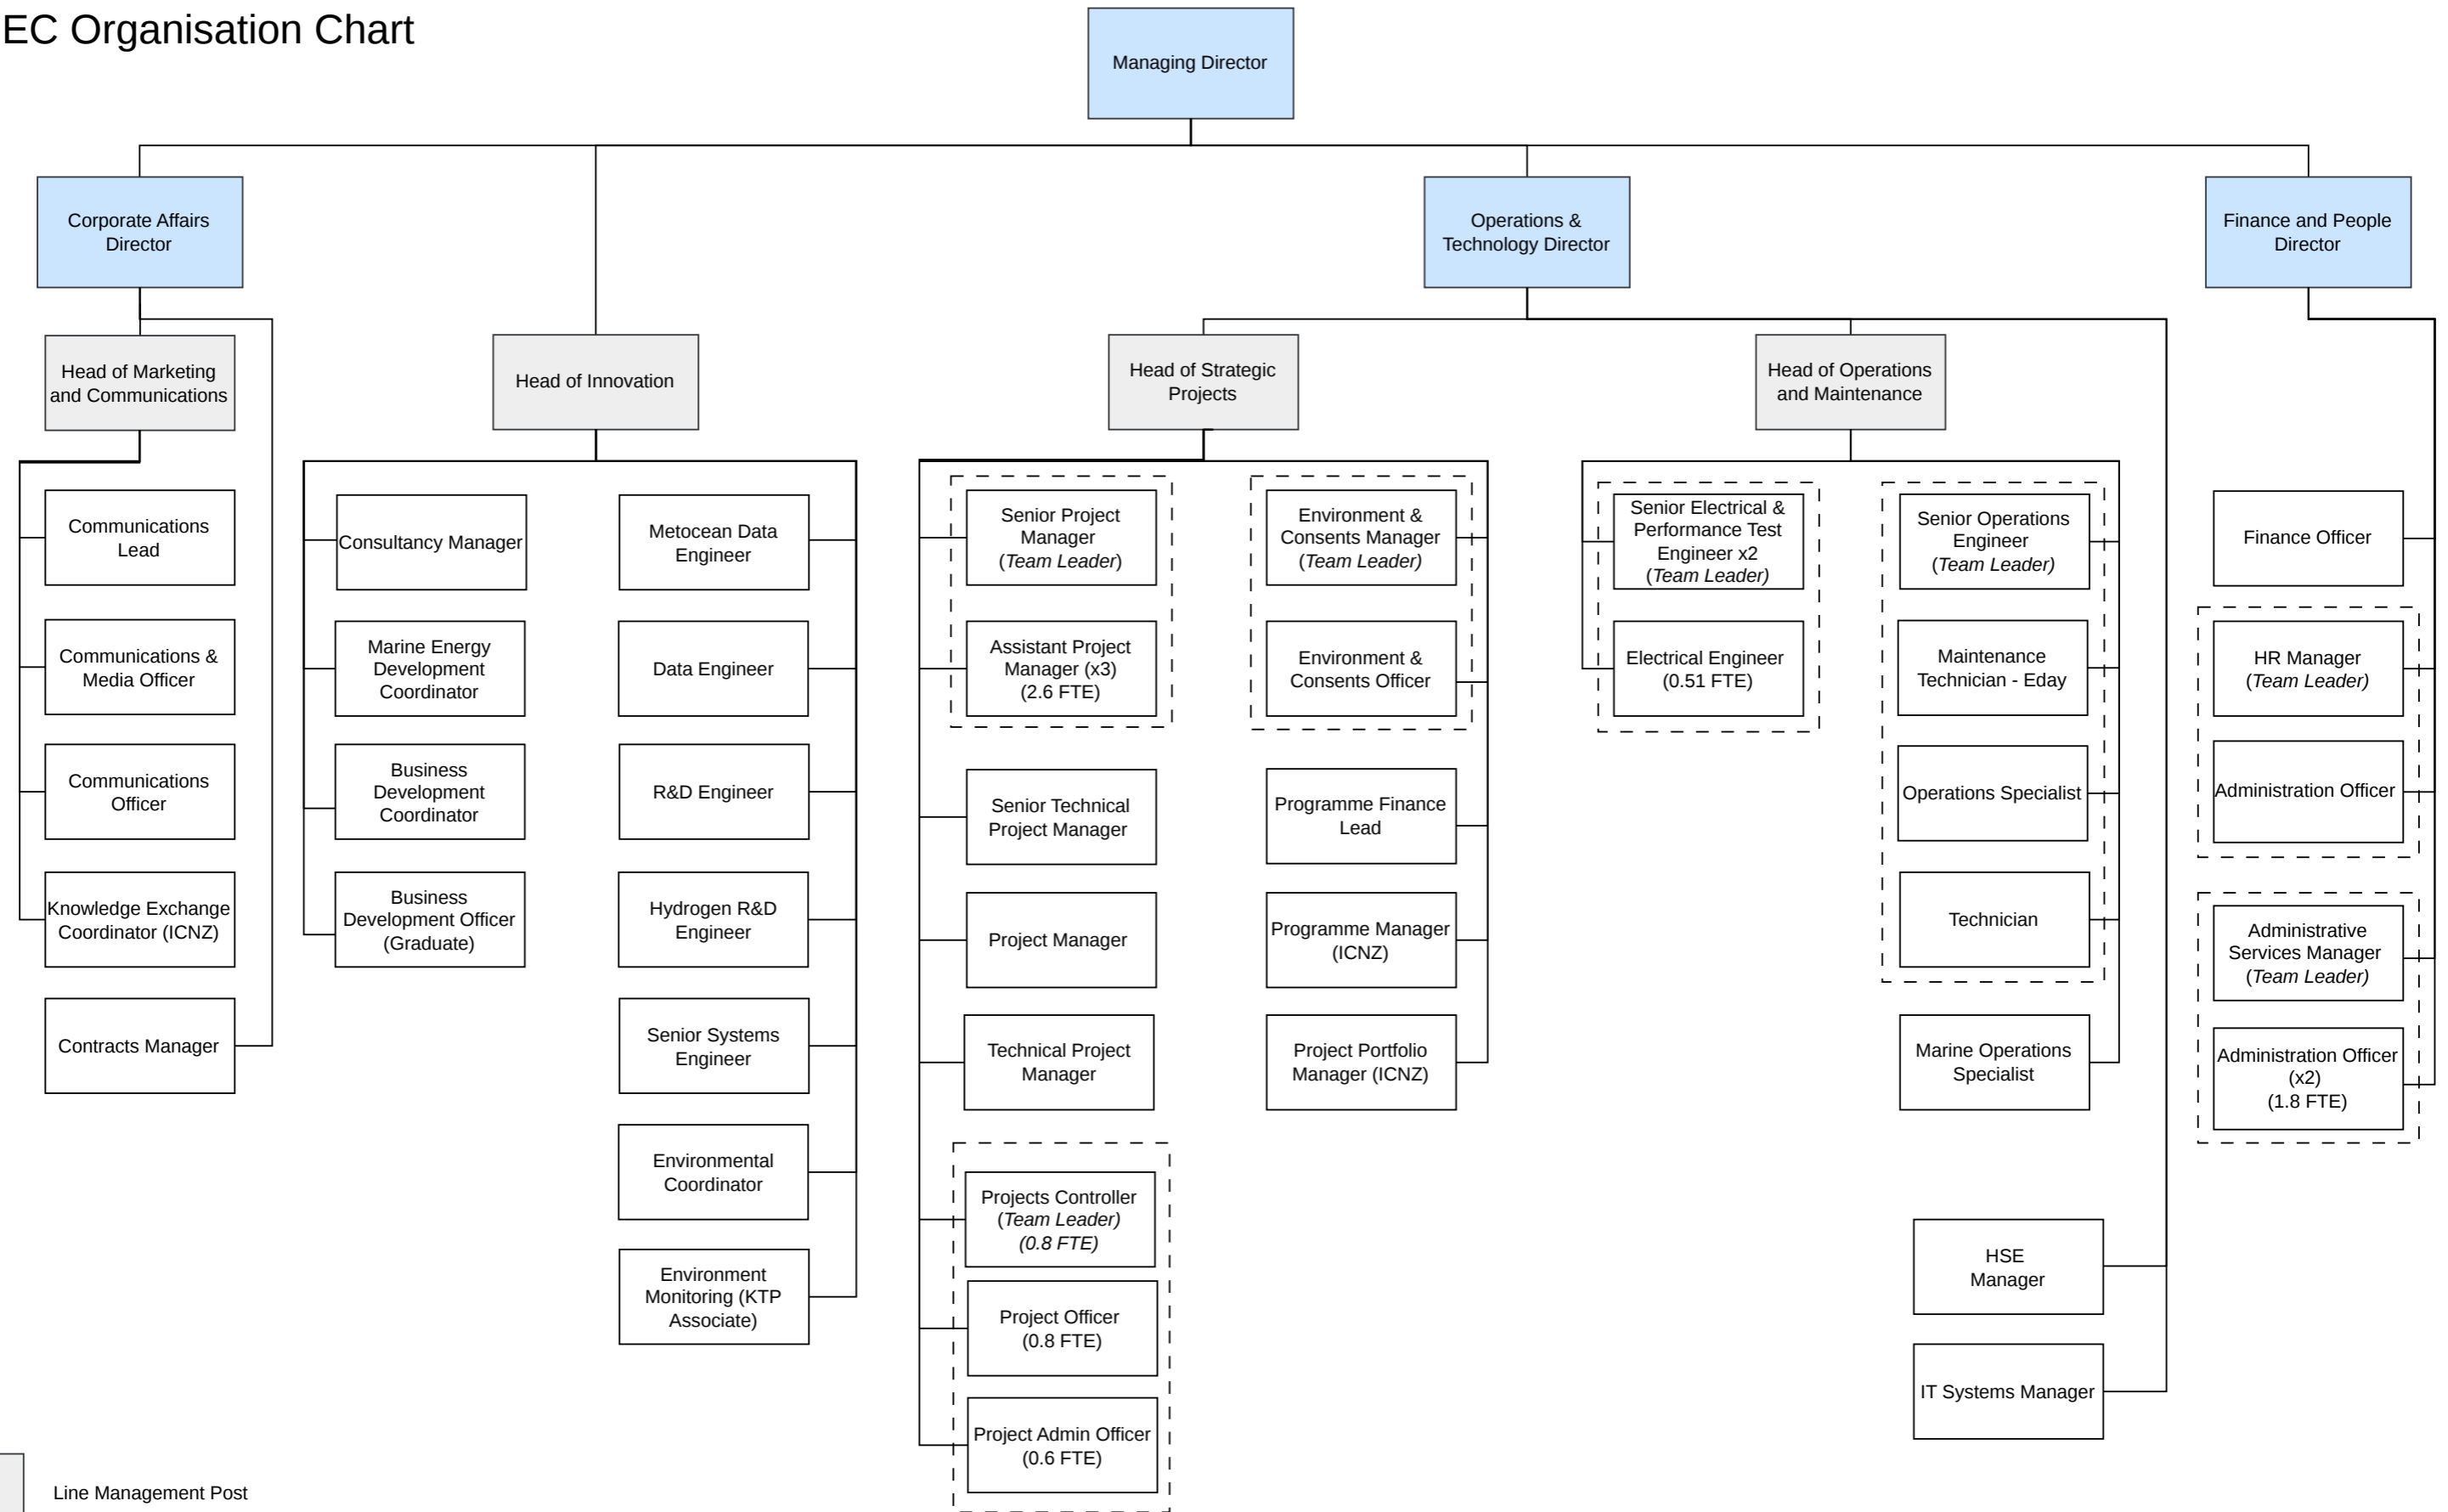 EC Organisation Chart
Managing Director
Corporate Affairs
Director
Operations &
Technology Director
Finance and People
Director
Head of Marketing
and Communications
Head of Innovation
Head of Strategic
Projects
Head of Operations
and Maintenance
Communications
Lead
Communications &
Media Officer
Communications
Officer
Knowledge Exchange
Coordinator (ICNZ)
Contracts Manager
Consultancy Manager
Marine Energy
Development
Coordinator
Business
Development
Coordinator
Business
Development Officer
(Graduate)
Metocean Data
Engineer
Data Engineer
R&D Engineer
Hydrogen R&D
Engineer
Senior Systems
Engineer
Environmental
Coordinator
Environment
Monitoring (KTP
Associate)
Senior Project
Manager
(Team Leader)
Assistant Project
Manager (x3)
(2.6 FTE)
Senior Technical
Project Manager
Project Manager
Technical Project
Manager
Projects Controller
(Team Leader)
(0.8 FTE)
Project Officer
(0.8 FTE)
Project Admin Officer
(0.6 FTE)
Environment &
Consents Manager
(Team Leader)
Environment &
Consents Officer
Programme Finance
Lead
Programme Manager
(ICNZ)
Project Portfolio
Manager (ICNZ)
Senior Electrical &
Performance Test
Engineer x2
(Team Leader)
Electrical Engineer
(0.51 FTE)
Senior Operations
Engineer
(Team Leader)
Maintenance
Technician - Eday
Operations Specialist
Technician
Marine Operations
Specialist
HSE
Manager
IT Systems Manager
Finance Officer
HR Manager
(Team Leader)
Administration Officer
Administrative
Services Manager
(Team Leader)
Administration Officer
(x2)
(1.8 FTE)
Line Management Post